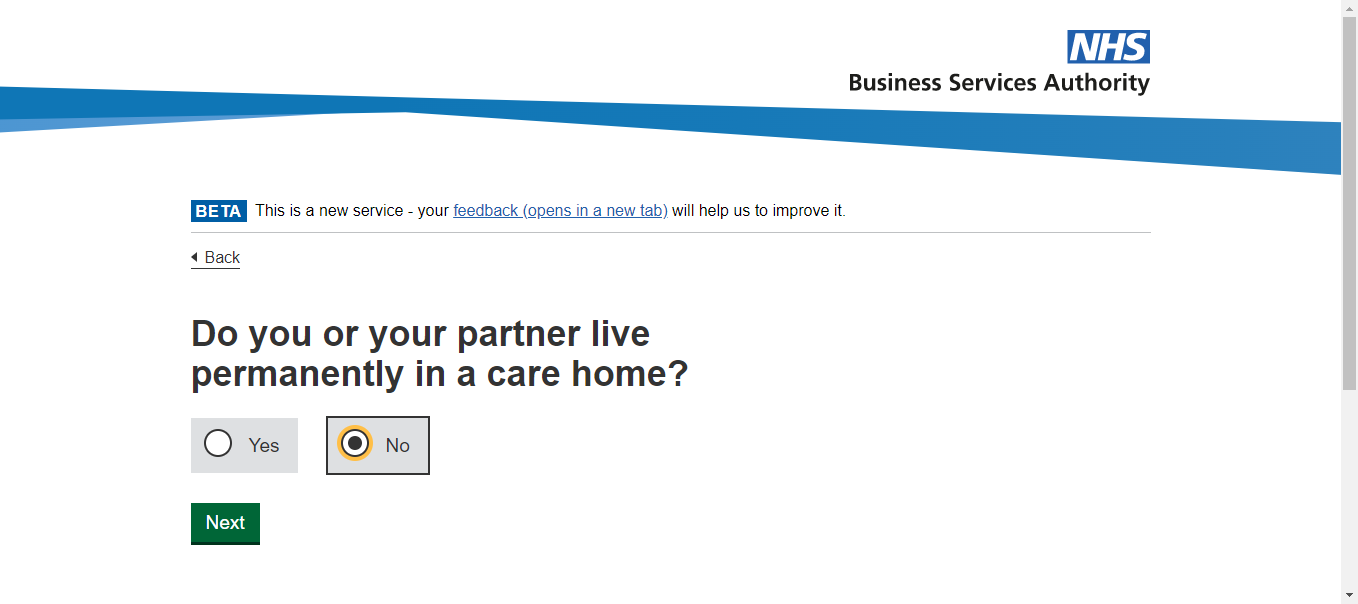 NHS
Business Services Authority
BETA This is a new service - your feedback (opens in a new tab) will help us to improve it.
Back
Do you or your partner live
permanently in a care home?
Yes No
Next